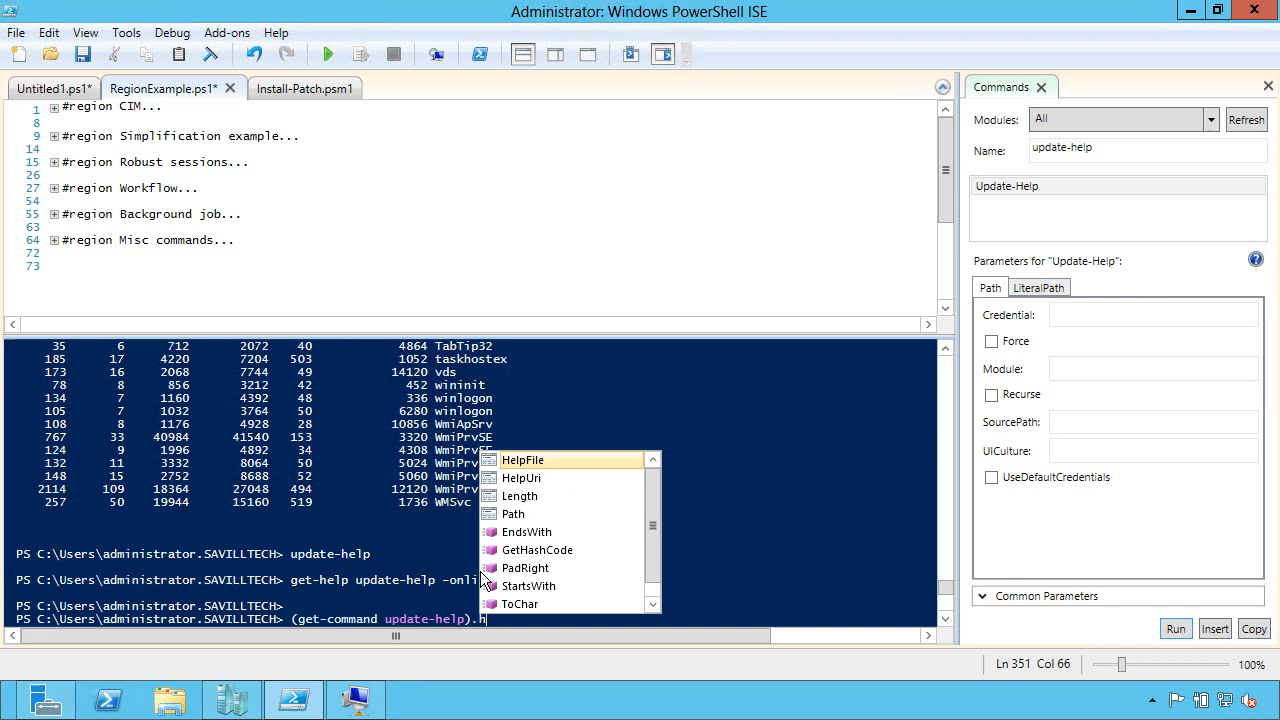 Administrator: Windows PowerShell ISE
File Edit View Tools Debug Add-ons Help
Untitled1.ps1* RegionExample.ps1* Install-Patch.psm1
1 #region CIM...
8
9 #region Simplification example...
14
15 #region Robust sessions...
26
27 #region Workflow...
54
55 #region Background job...
63
64 #region Misc commands...
72
73
35 6 712 2072 40 4864 TabTip32
185 17 4220 7204 503 1052 taskhostex
173 16 2068 7744 49 14120 vds
78 8 856 3212 42 452 wininit
134 7 1160 4392 48 336 winlogon
105 7 1032 3764 50 6280 winlogon
108 8 1176 4928 28 10856 WmiApSrv
767 33 40984 41540 153 3320 WmiPrvSE
124 9 1996 4892 34 4308 WmiPrvSE
132 11 3332 8064 50 5024 WmiPrv
148 15 2752 8688 52 5060 WmiPrv
2114 109 18364 27048 494 12120 WmiPrv
257 50 19944 15160 519 1736 WMSvc
PS C:\Users\administrator.SAVILLTECH> update-help
PS C:\Users\administrator.SAVILLTECH> get-help update-help -onli
PS C:\Users\administrator.SAVILLTECH>
PS C:\Users\administrator.SAVILLTECH> (get-command update-help).h
HelpFile
HelpUri
Length
Path
EndsWith
GetHashCode
PadRight
StartsWith
ToChar
Commands
Modules: All Refresh
Name: update-help
Update-Help
Parameters for "Update-Help":
Path LiteralPath
Credential:
Force
Module:
Recurse
SourcePath:
UICulture:
UseDefaultCredentials
Common Parameters
Run Insert Copy
Ln 351 Col 66 100%